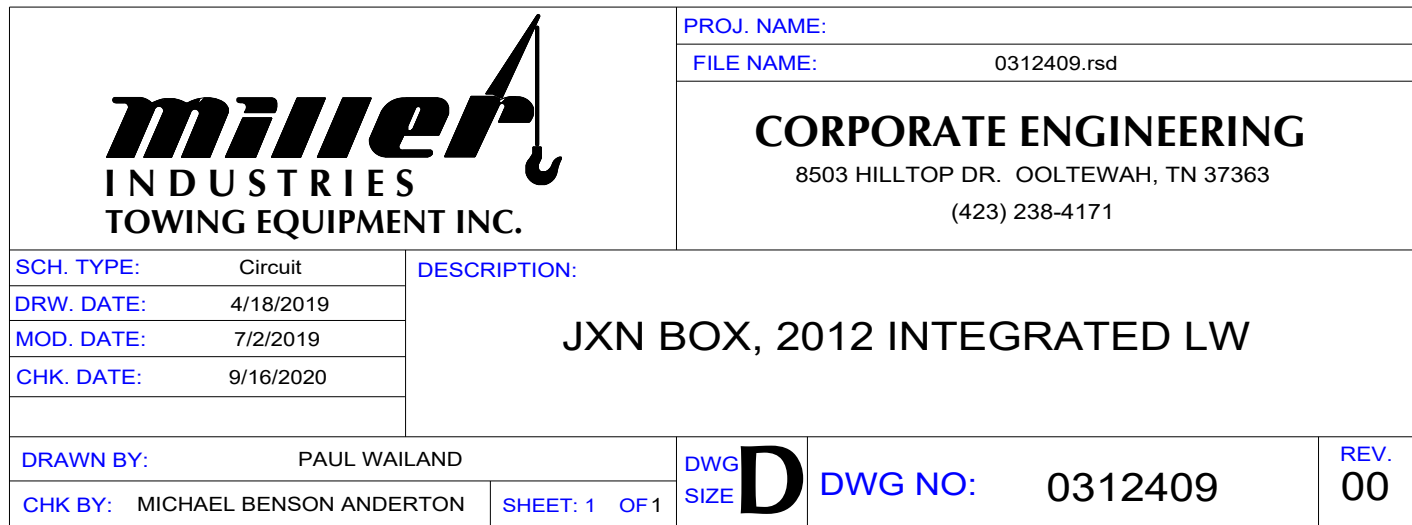 miller
INDUSTRIES
TOWING EQUIPMENT INC.
PROJ. NAME:
FILE NAME: 0312409.rsd
CORPORATE ENGINEERING
8503 HILLTOP DR. OOLTEWAH, TN 37363
(423) 238-4171
SCH. TYPE: Circuit
DRW. DATE: 4/18/2019
MOD. DATE: 7/2/2019
CHK. DATE: 9/16/2020
DESCRIPTION:
JXN BOX, 2012 INTEGRATED LW
DRAWN BY: PAUL WAILAND
CHK BY: MICHAEL BENSON ANDERTON
SHEET: 1 OF 1
DWG SIZE D
DWG NO: 0312409
REV.
00